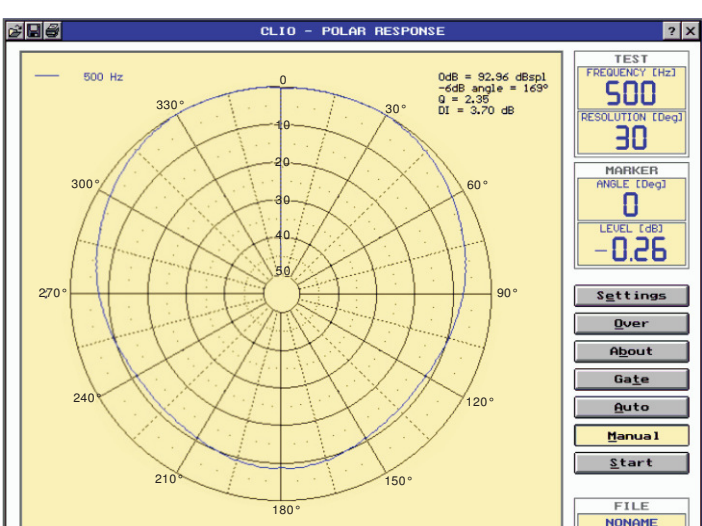 CLIO - POLAR RESPONSE
? X
500 Hz
0dB = 92.96 dBspl
-6dB angle = 169°
Q = 2.35
DI = 3.70 dB
0
330°
30°
10
20
300°
60°
30
40
50
270°
90°
240°
120°
210°
150°
180°
TEST
FREQUENCY [Hz]
500
RESOLUTION [Deg]
30
MARKER
ANGLE [Deg]
0
LEVEL [dB]
-0.26
Settings
Over
About
Gate
Auto
Manual
Start
FILE
NONAME